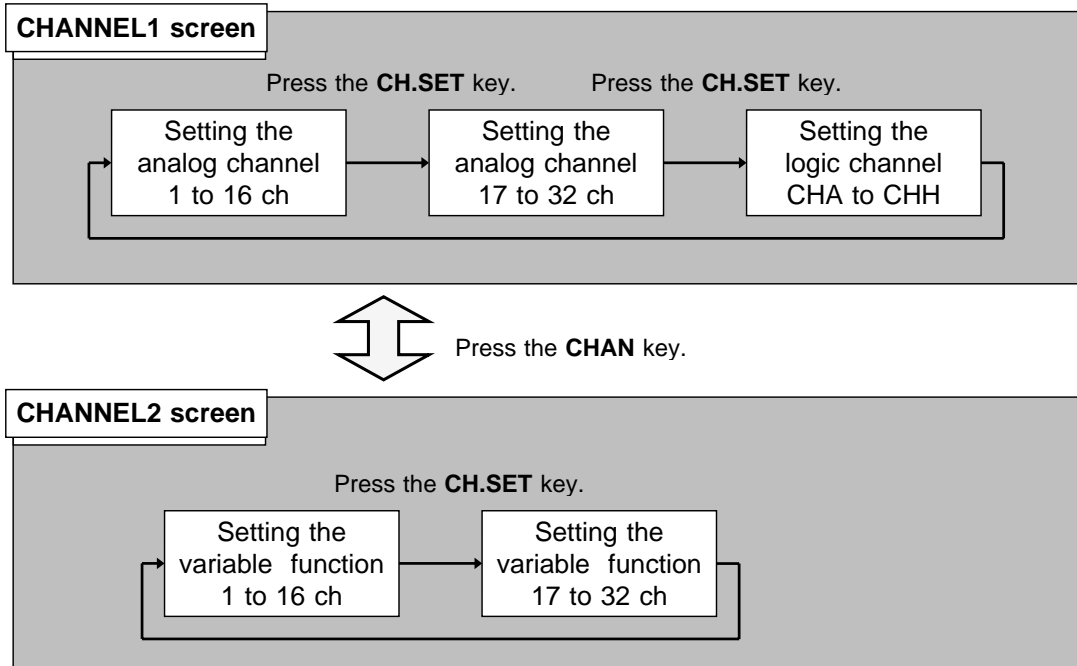 CHANNEL1 screen
Press the CH.SET key.
Press the CH.SET key.
Setting the
analog channel
1 to 16 ch
Setting the
analog channel
17 to 32 ch
Setting the
logic channel
CHA to CHH
Press the CHAN key.
CHANNEL2 screen
Press the CH.SET key.
Setting the
variable function
1 to 16 ch
Setting the
variable function
17 to 32 ch